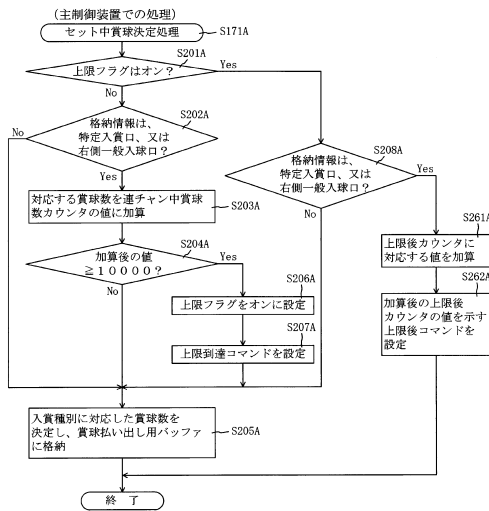 (主制御装置での処理)
セット中賞球決定処理
S171A
S201A
上限フラグはオン?
Yes
No
S202A
格納情報は、
特定入賞口、又は
右側一般入球口?
No
Yes
S208A
格納情報は、
特定入賞口、又は
右側一般入球口?
Yes
No
対応する賞球数を連チャン中賞球
数カウンタの値に加算
S203A
S204A
加算後の値
≧10000?
Yes
No
S206A
上限フラグをオンに設定
S207A
上限到達コマンドを設定
S261A
上限後カウンタに
対応する値を加算
S262A
加算後の上限後
カウンタの値を示す
上限後コマンドを
設定
入賞種別に対応した賞球数を
決定し、賞球払い出し用バッファ
に格納
S205A
終 了